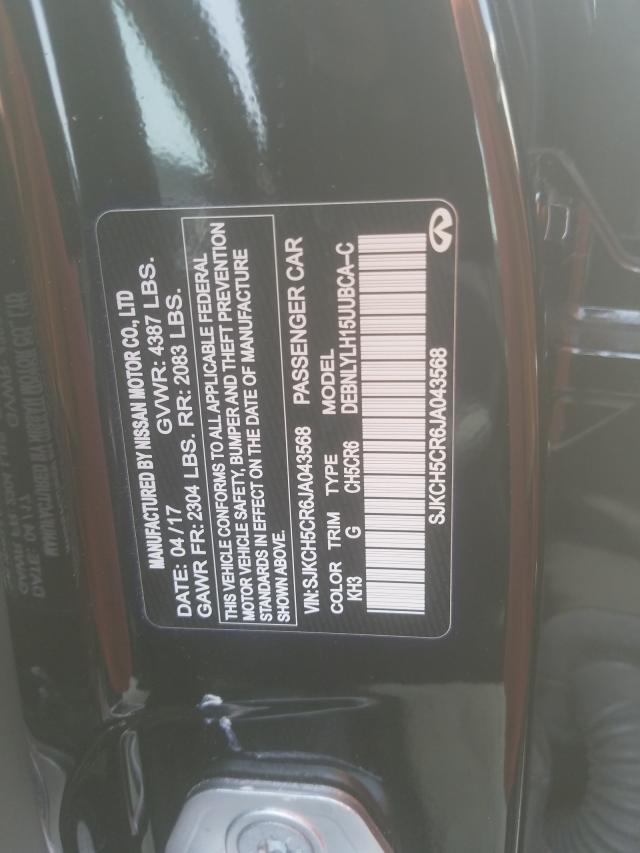 MANUFACTURED BY NISSAN MOTOR CO., LTD
DATE: 04/17 GVWR: 4387 LBS.
GAWR FR: 2304 LBS. RR: 2083 LBS.
THIS VEHICLE CONFORMS TO ALL APPLICABLE FEDERAL
MOTOR VEHICLE SAFETY, BUMPER AND THEFT PREVENTION
STANDARDS IN EFFECT ON THE DATE OF MANUFACTURE
SHOWN ABOVE.
VIN:SJKCH5CR6JA043568 PASSENGER CAR
COLOR TRIM TYPE MODEL
KH3 G CH5CR6 DEBNLYLH15UUBCA-C
SJKCH5CR6JA043568